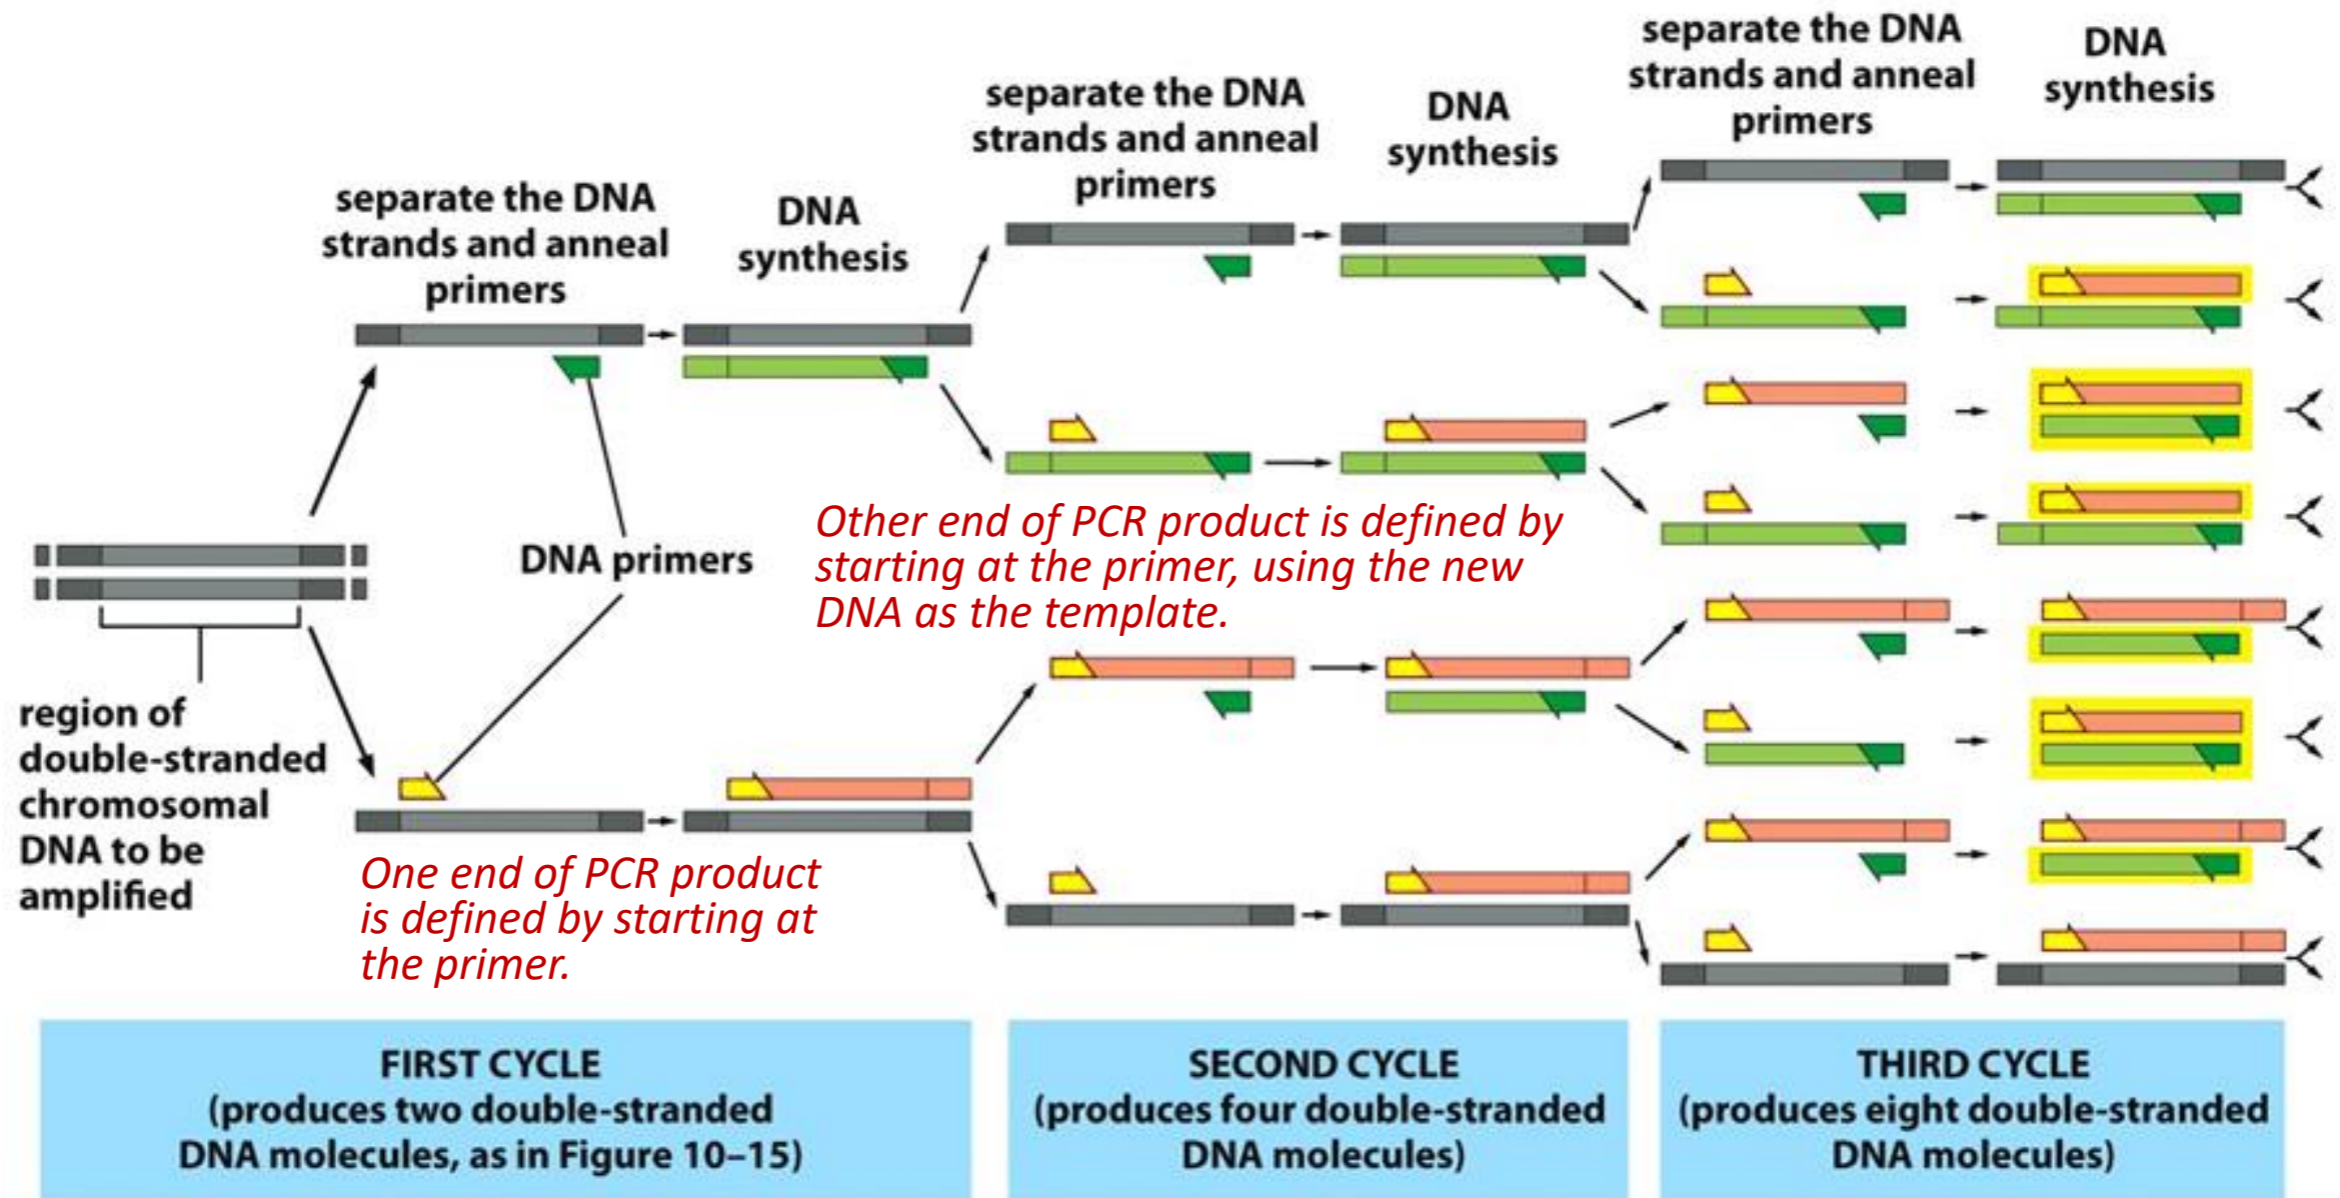 separate the DNA
strands and anneal
primers
DNA
synthesis
separate the DNA
strands and anneal
primers
DNA
synthesis
separate the DNA
strands and anneal
primers
DNA
synthesis
DNA primers
region of
double-stranded
chromosomal
DNA to be
amplified
One end of PCR product
is defined by starting at
the primer.
Other end of PCR product is defined by
starting at the primer, using the new
DNA as the template.
FIRST CYCLE
(produces two double-stranded
DNA molecules, as in Figure 10–15)
SECOND CYCLE
(produces four double-stranded
DNA molecules)
THIRD CYCLE
(produces eight double-stranded
DNA molecules)